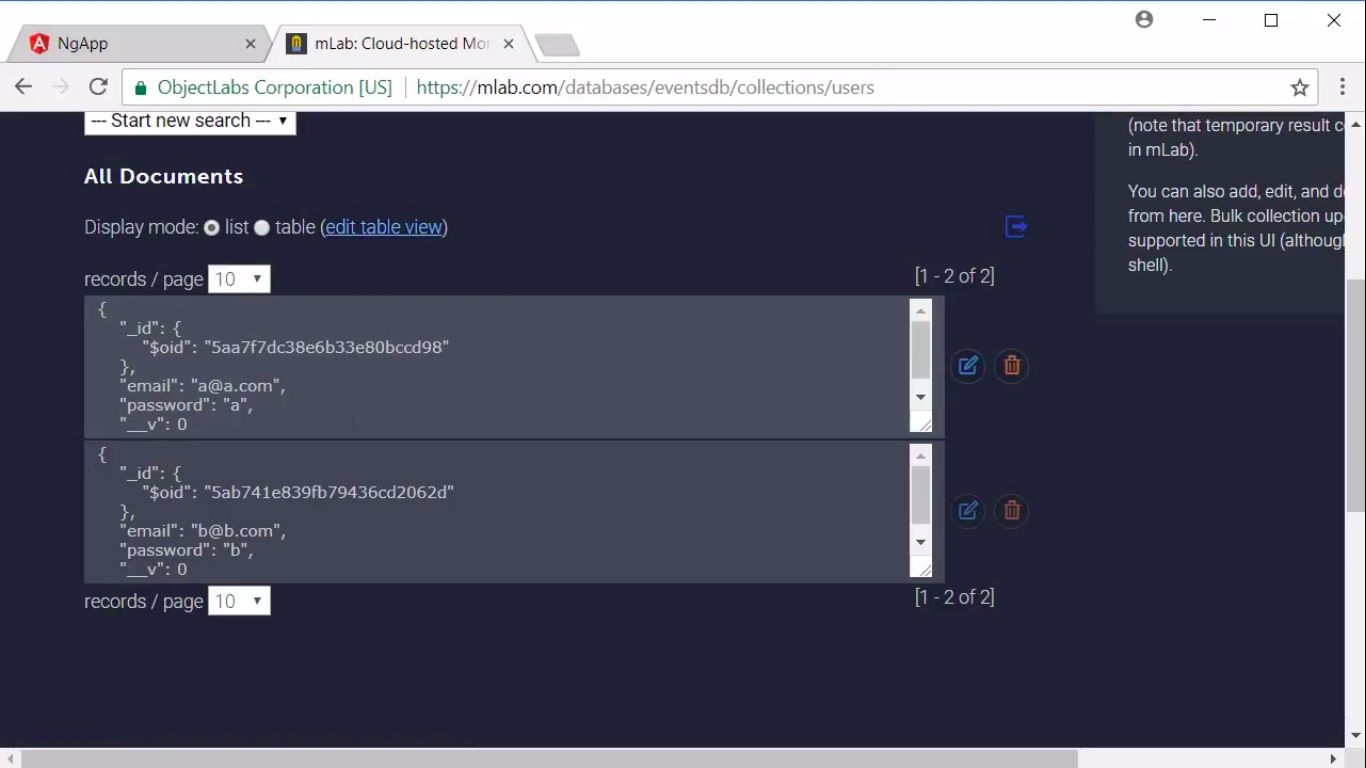 NgApp
mLab: Cloud-hosted Mo
ObjectLabs Corporation [US]
https://mlab.com/databases/eventsdb/collections/users
--- Start new search ---
(note that temporary result c
in mLab).
All Documents
You can also add, edit, and d
from here. Bulk collection up
supported in this UI (althoug
shell).
Display mode: list table (edit table view)
records / page 10
[1 - 2 of 2]
{
"_id": {
"$oid": "5aa7f7dc38e6b33e80bccd98"
},
"email": "a@a.com",
"password": "a",
"__v": 0
{
"_id": {
"$oid": "5ab741e839fb79436cd2062d"
},
"email": "b@b.com",
"password": "b",
"__v": 0
records / page 10
[1 - 2 of 2]